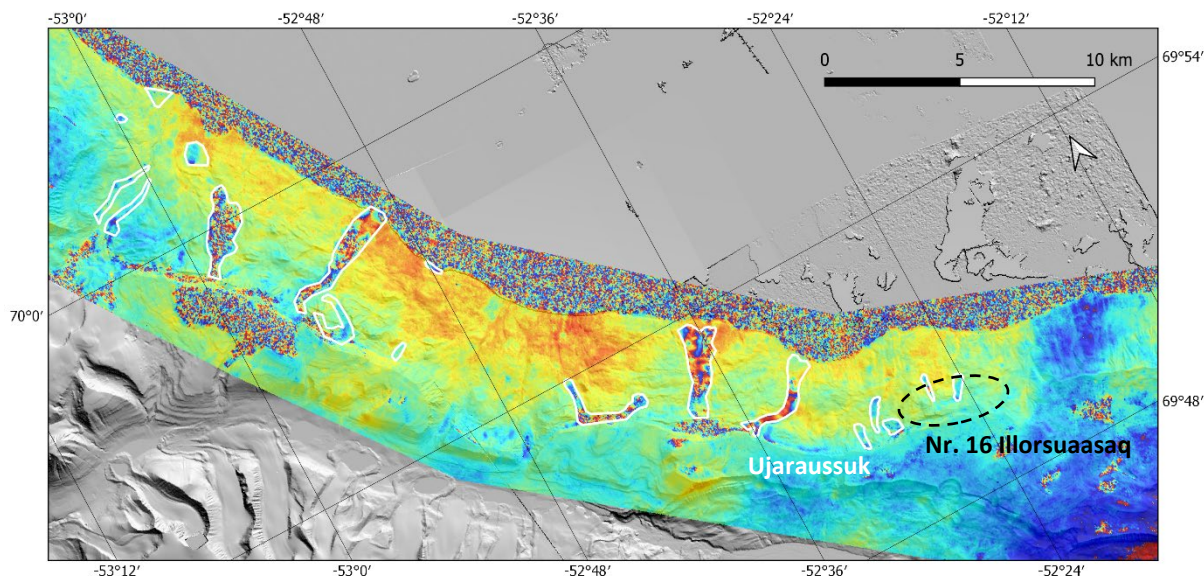 -53°0' -52°48' -52°36' -52°24' -52°12'
0 5 10 km
69°54'
70°0'
69°48'
Nr. 16 Illorsuaasaq
Ujaraussuk
-53°12' -53°0' -52°48' -52°36' -52°24'